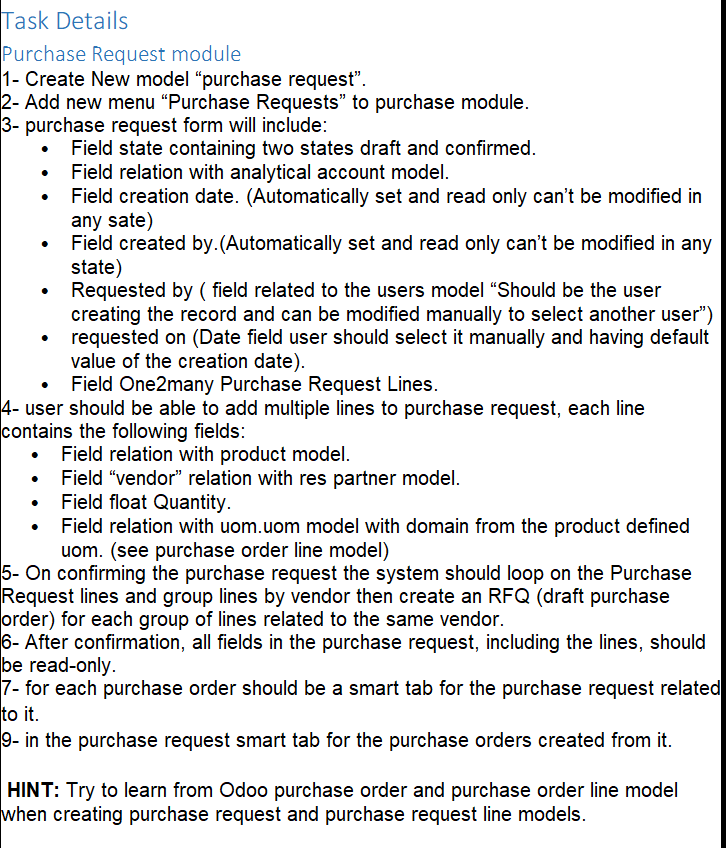 Task Details
Purchase Request module
1- Create New model “purchase request”.
2- Add new menu “Purchase Requests” to purchase module.
3- purchase request form will include:
• Field state containing two states draft and confirmed.
• Field relation with analytical account model.
• Field creation date. (Automatically set and read only can’t be modified in
any sate)
• Field created by.(Automatically set and read only can’t be modified in any
state)
• Requested by ( field related to the users model “Should be the user
creating the record and can be modified manually to select another user”)
• requested on (Date field user should select it manually and having default
value of the creation date).
• Field One2many Purchase Request Lines.
4- user should be able to add multiple lines to purchase request, each line
contains the following fields:
• Field relation with product model.
• Field “vendor” relation with res partner model.
• Field float Quantity.
• Field relation with uom.uom model with domain from the product defined
uom. (see purchase order line model)
5- On confirming the purchase request the system should loop on the Purchase
Request lines and group lines by vendor then create an RFQ (draft purchase
order) for each group of lines related to the same vendor.
6- After confirmation, all fields in the purchase request, including the lines, should
be read-only.
7- for each purchase order should be a smart tab for the purchase request related
to it.
9- in the purchase request smart tab for the purchase orders created from it.
HINT: Try to learn from Odoo purchase order and purchase order line model
when creating purchase request and purchase request line models.